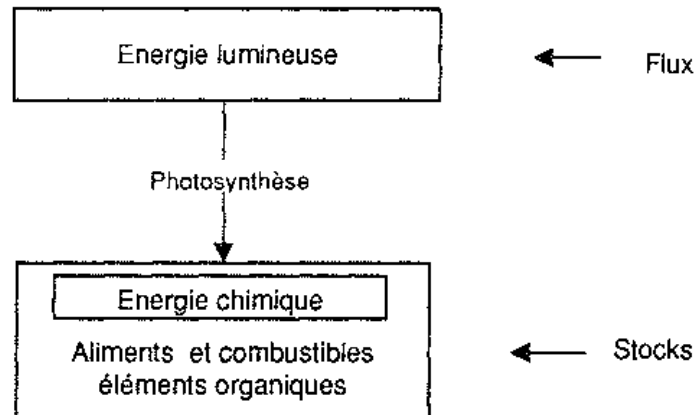 Energie lumineuse
Flux
Photosynthèse
Energie chimique
Aliments et combustibles
éléments organiques
Stocks